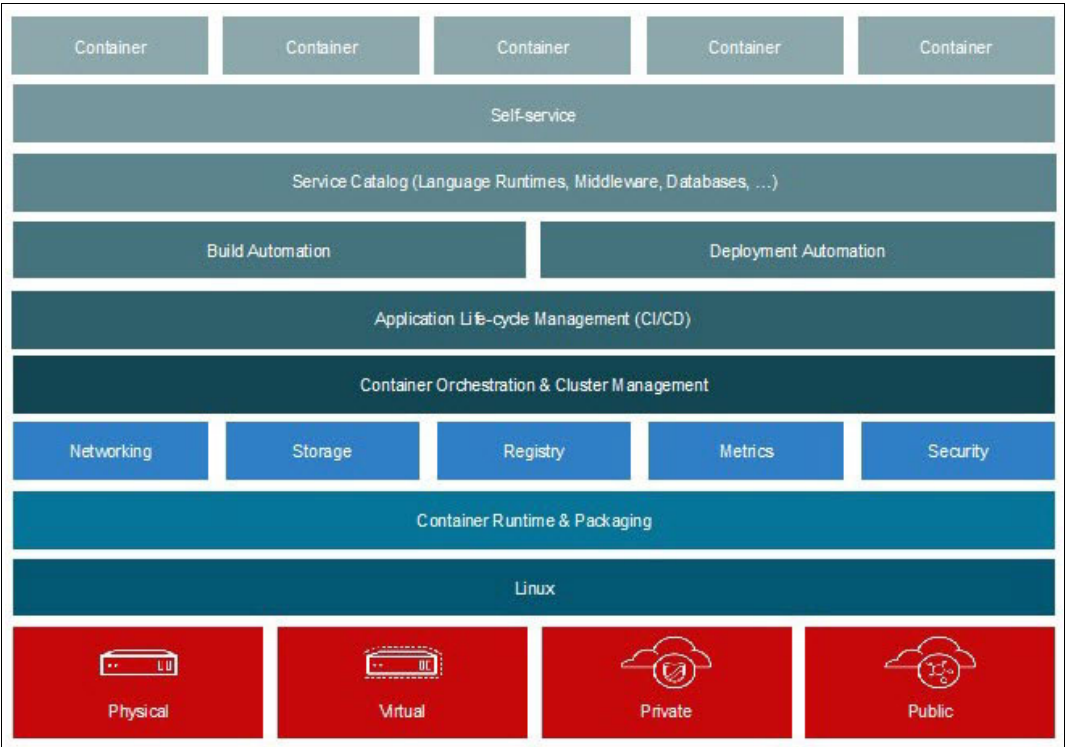 Container Container Container Container Container
Self-service
Service Catalog (Language Runtimes, Middleware, Databases, ...)
Build Automation Deployment Automation
Application Life-cycle Management (CI/CD)
Container Orchestration & Cluster Management
Networking Storage Registry Metrics Security
Container Runtime & Packaging
Linux
Physical Virtual Private Public